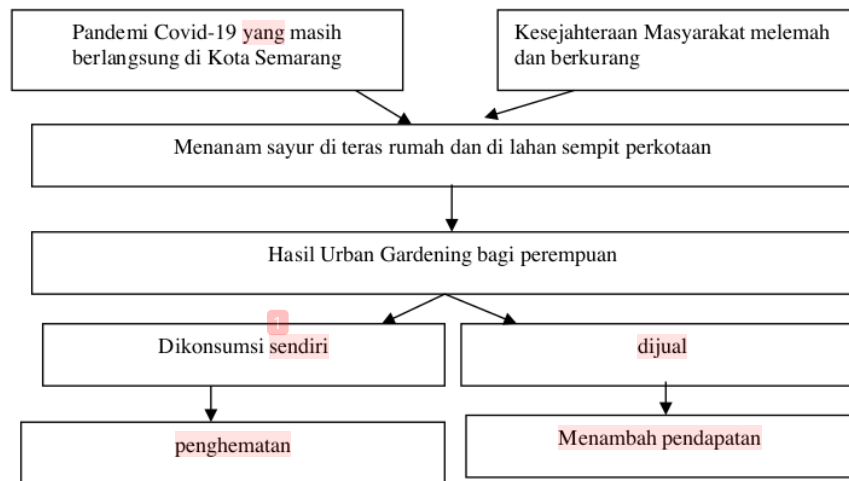 Pandemi Covid-19 yang masih
berlangsung di Kota Semarang
Kesejahteraan Masyarakat melemah
dan berkurang
Menanam sayur di teras rumah dan di lahan sempit perkotaan
Hasil Urban Gardening bagi perempuan
1
Dikonsumsi sendiri
dijual
penghematan
Menambah pendapatan